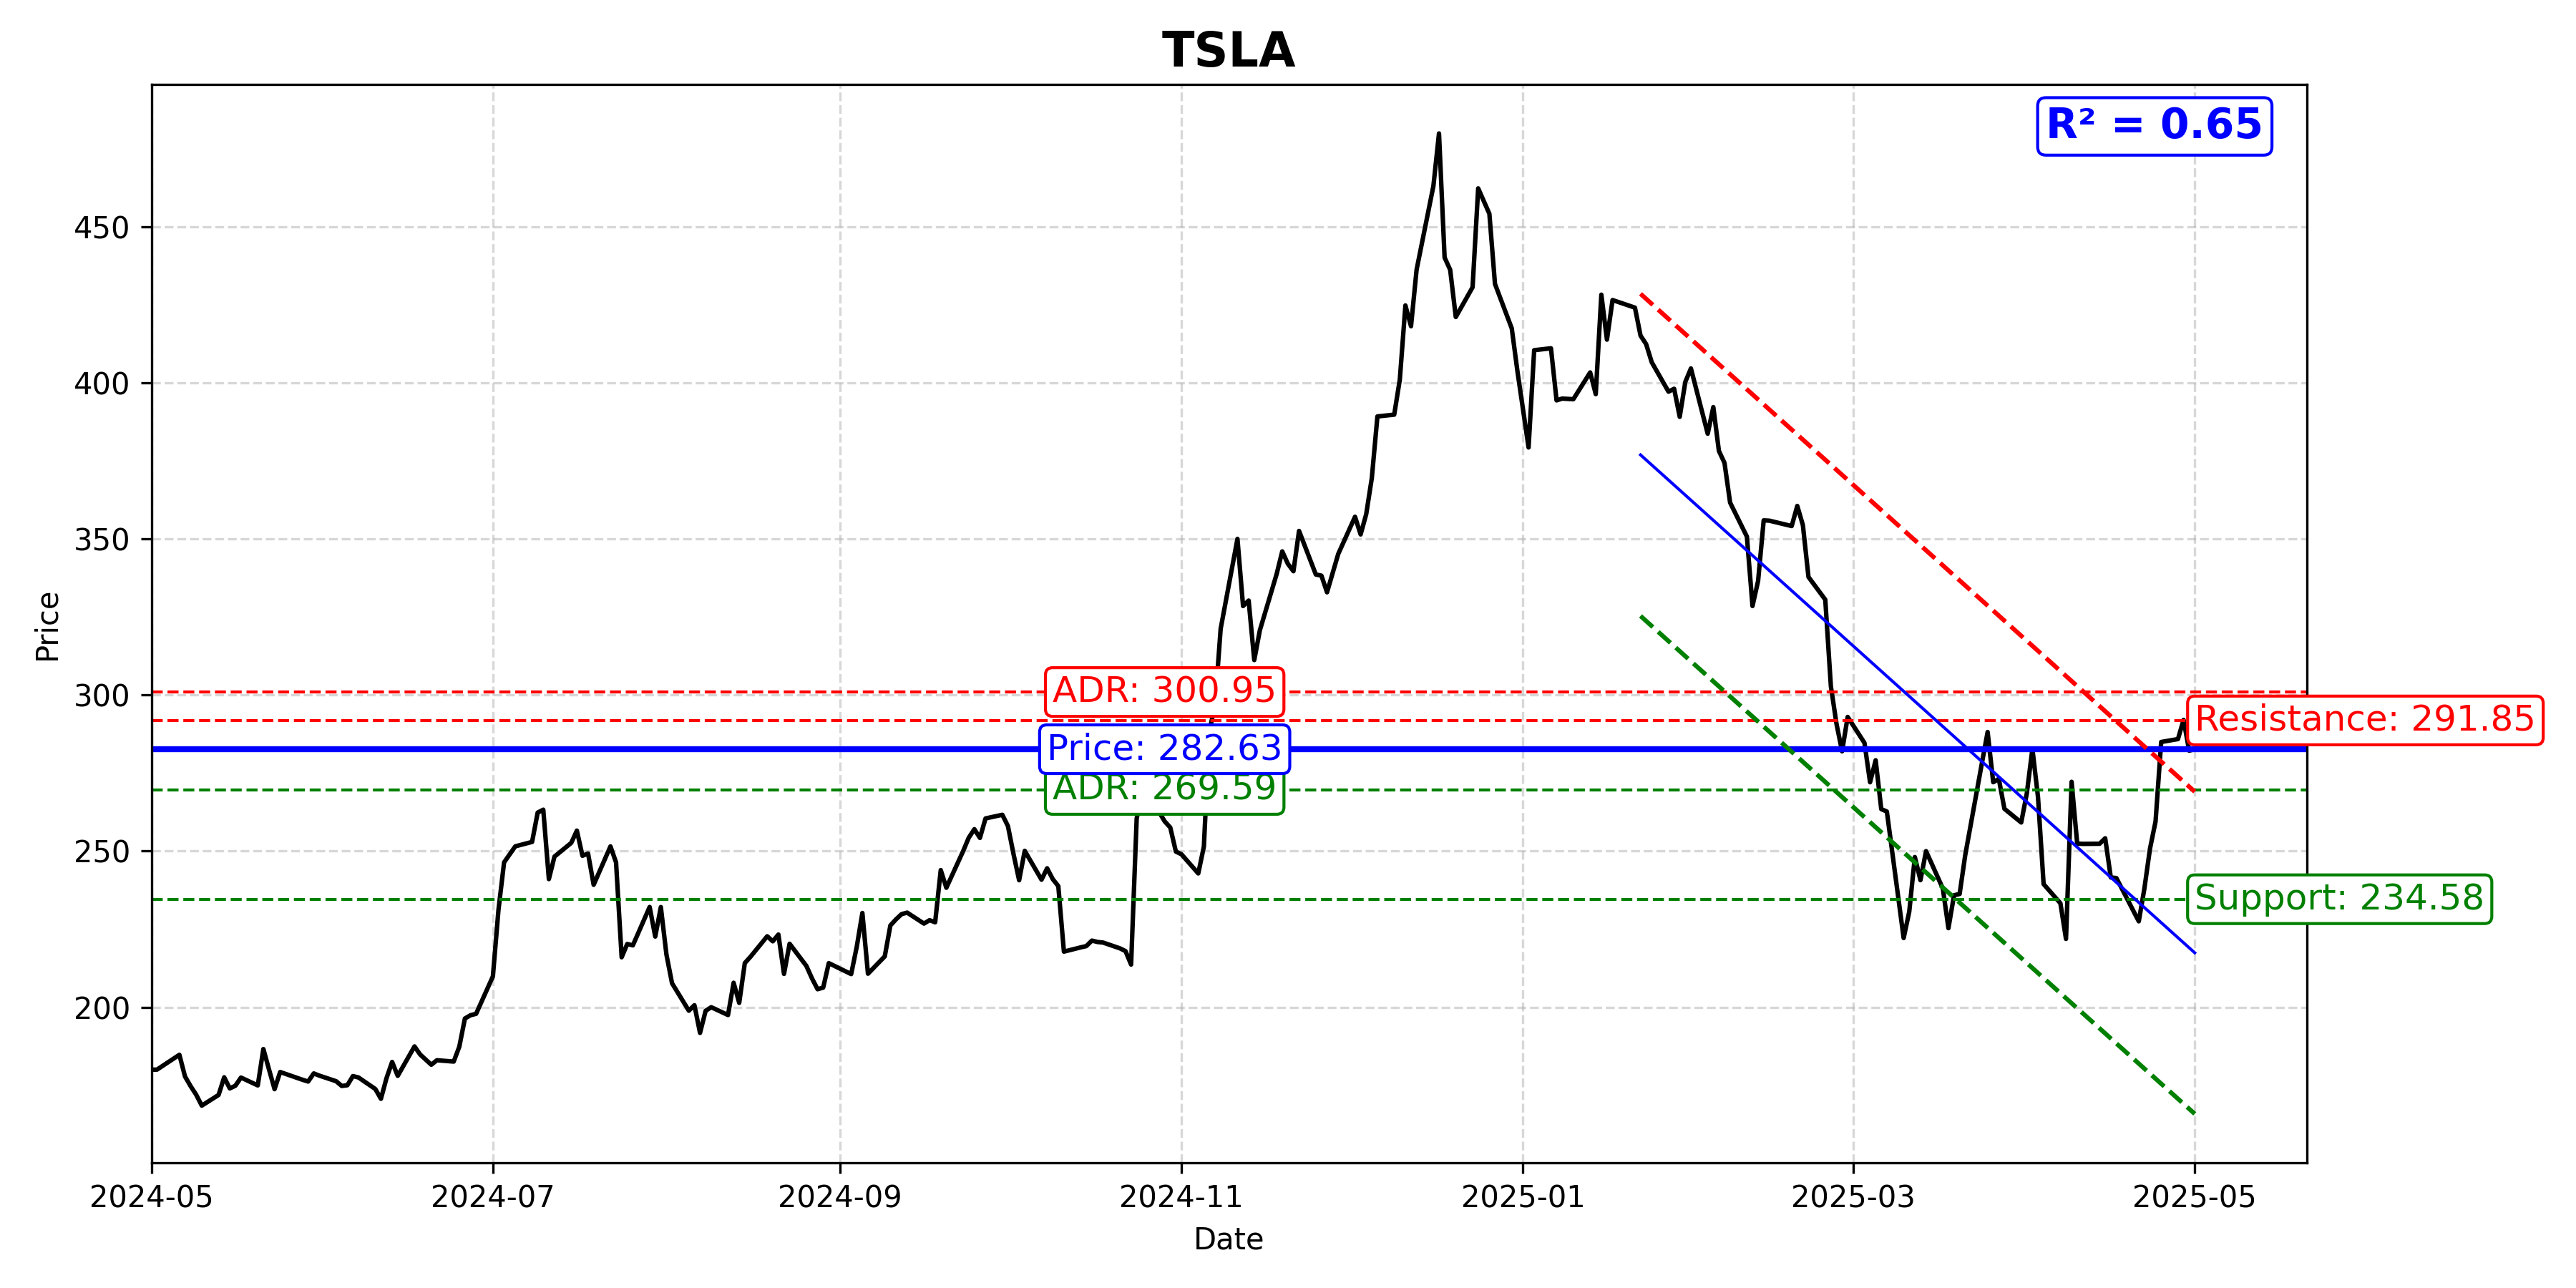 TSLA
R² = 0.65
450
400
350
300
250
200
Price
ADR: 300.95
Resistance: 291.85
Price: 282.63
ADR: 269.59
Support: 234.58
2024-05
2024-07
2024-09
2024-11
2025-01
2025-03
2025-05
Date